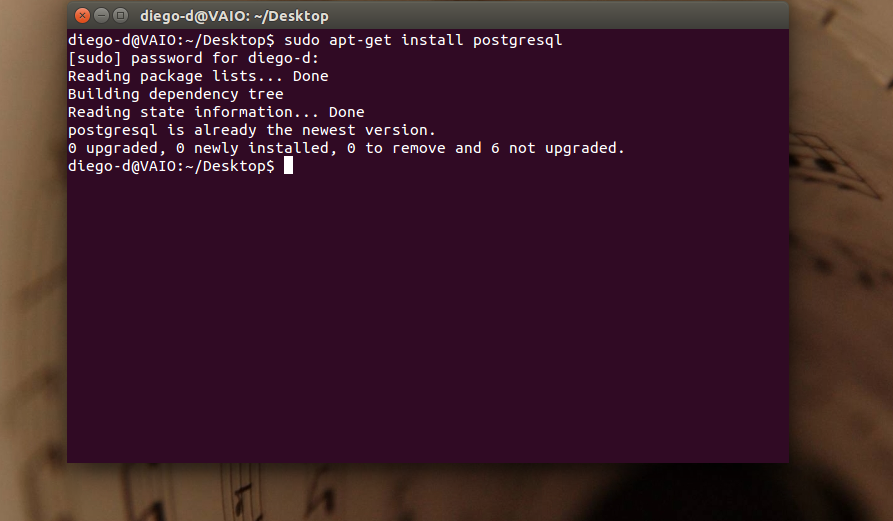 diego-d@VAIO: ~/Desktop
diego-d@VAIO:~/Desktop$ sudo apt-get install postgresql
[sudo] password for diego-d:
Reading package lists... Done
Building dependency tree
Reading state information... Done
postgresql is already the newest version.
0 upgraded, 0 newly installed, 0 to remove and 6 not upgraded.
diego-d@VAIO:~/Desktop$